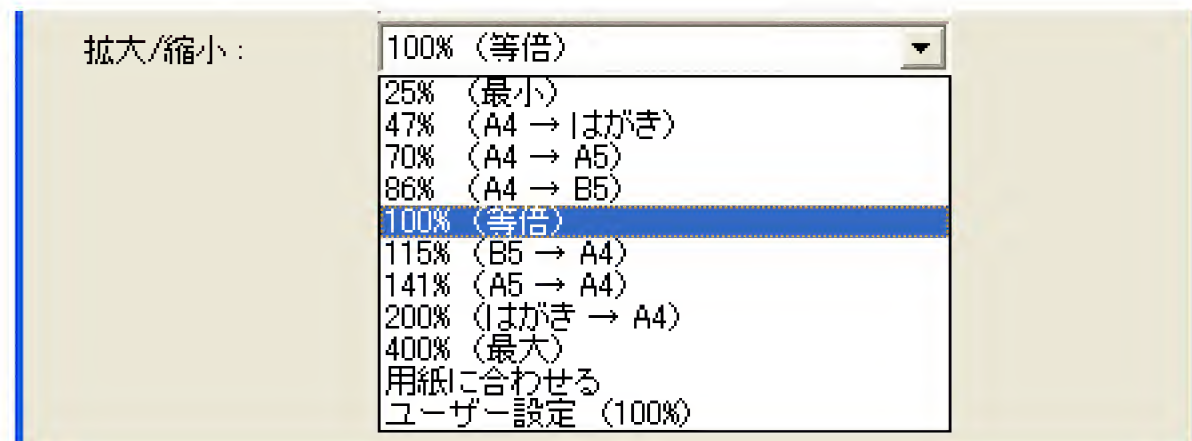 拡大/縮小：
100% （等倍）
25% （最小）
47% （A4 → はがき）
70% （A4 → A5）
86% （A4 → B5）
100% （等倍）
115% （B5 → A4）
141% （A5 → A4）
200% （はがき → A4）
400% （最大）
用紙に合わせる
ユーザー設定 （100%）